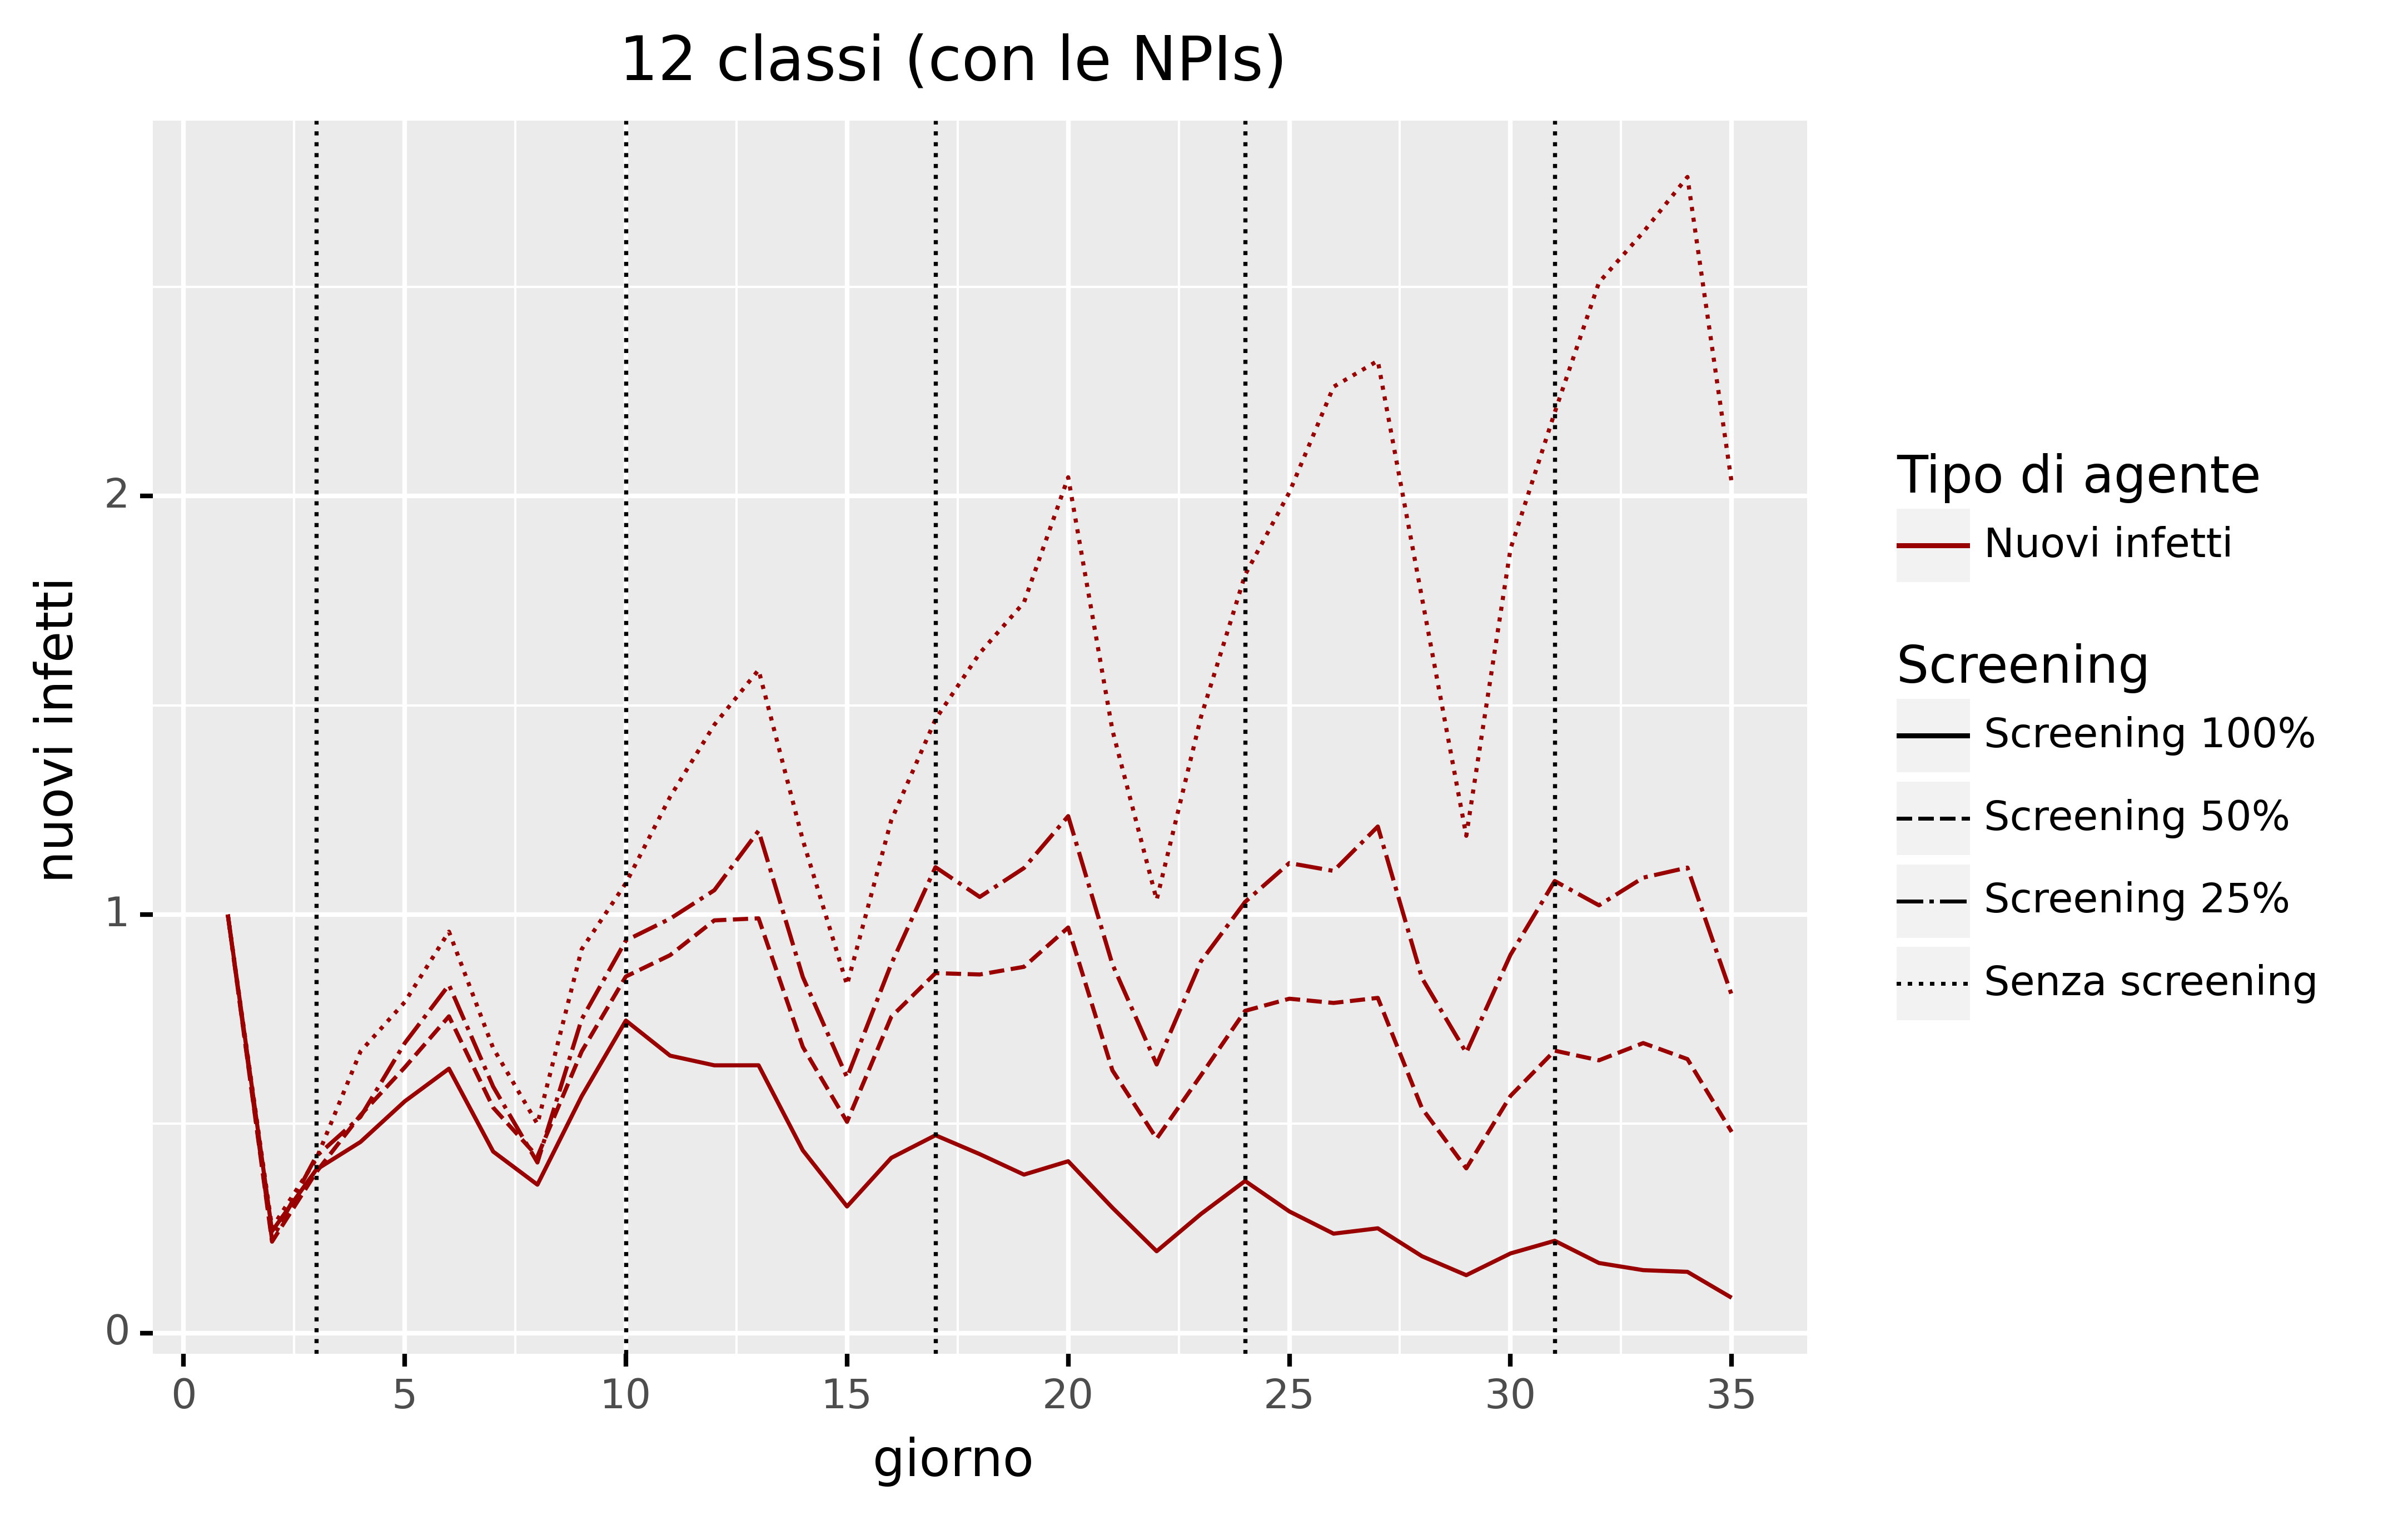 12 classi (con le NPIs)
nuovi infetti
2
1
0
0 5 10 15 20 25 30 35
giorno
Tipo di agente
Nuovi infetti
Screening
Screening 100%
Screening 50%
Screening 25%
Senza screening